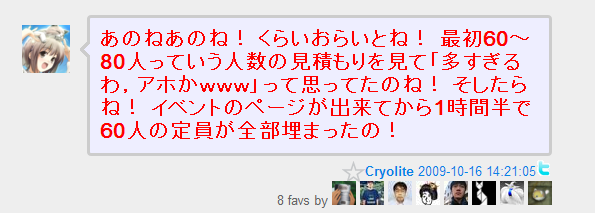 あのねあのね！ くらいおらいとね！ 最初60～
80人っていう人数の見積もりを見て「多すぎる
わ，アホかwww」って思ってたのね！ そしたら
ね！ イベントのページが出来てから1時間半で
60人の定員が全部埋まったの！
Cryolite 2009-10-16 14:21:05
8 favs by